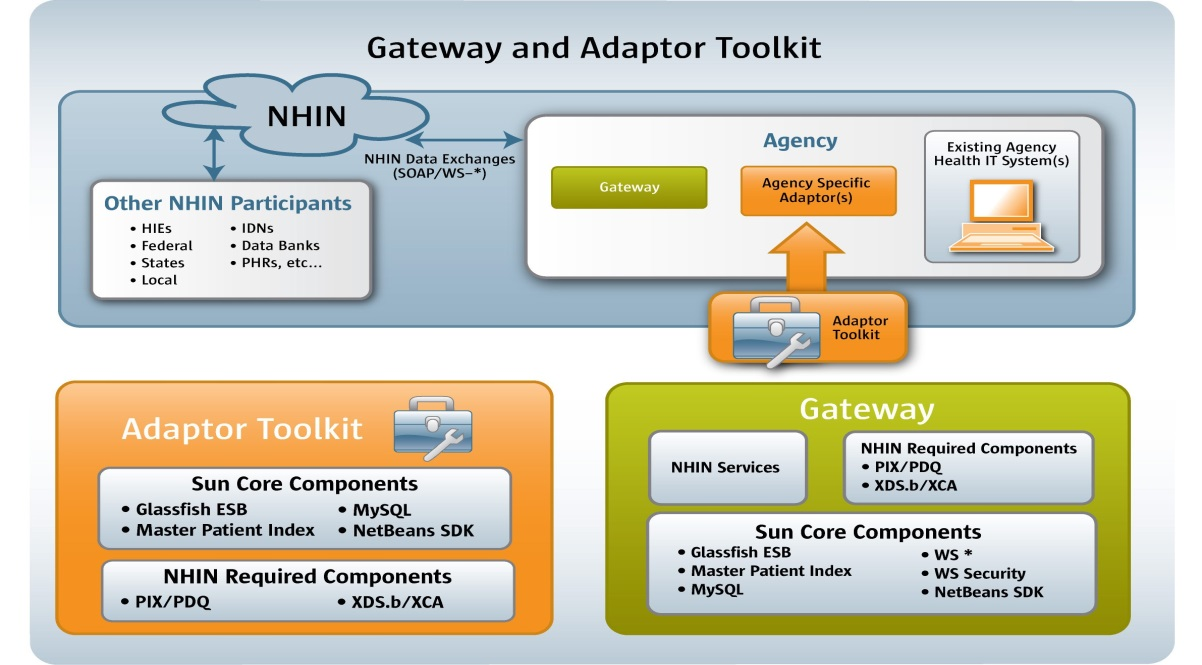 Gateway and Adaptor Toolkit
NHIN
NHIN Data Exchanges
(SOAP/WS-*)
Other NHIN Participants
• HIEs
• Federal
• States
• Local
• IDNs
• Data Banks
• PHRs, etc...
Agency
Gateway
Agency Specific
Adaptor(s)
Existing Agency
Health IT System(s)
Adaptor
Toolkit
Adaptor Toolkit
Sun Core Components
• Glassfish ESB
• Master Patient Index
• MySQL
• NetBeans SDK
NHIN Required Components
• PIX/PDQ
• XDS.b/XCA
Gateway
NHIN Services
NHIN Required Components
• PIX/PDQ
• XDS.b/XCA
Sun Core Components
• Glassfish ESB
• Master Patient Index
• MySQL
• WS *
• WS Security
• NetBeans SDK